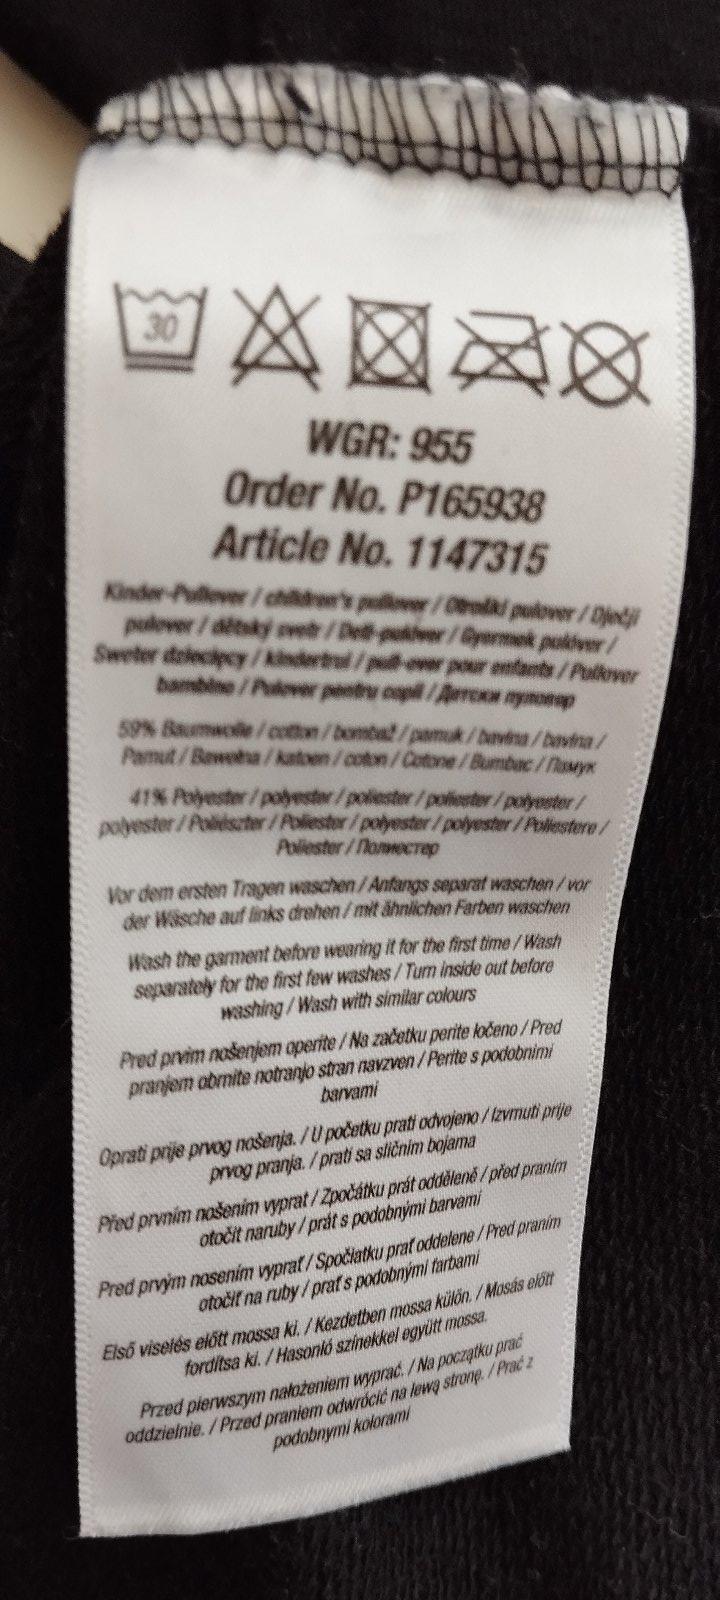 30
WGR: 955
Order No. P165938
Article No. 1147315
Kinder-Pullover / children's pullover / Otroški pulover / Dječji
pulover / dětský svetr / Detí-pulóver / Gyermek pulóver /
Sweter dziecięcy / kindertrui / pull-over pour enfants / Pullover
bambino / Pulover pentru copii / Детски пуловер
59% Baumwolle / cotton / bombaž / pamuk / bavlna / bavlna /
Pamut / Bawełna / katoen / coton / Cotone / Bumbac / Памук
41% Polyester / polyester / poliester / poliester / polyester /
polyester / Poliészter / Poliester / polyester / polyester / Poliestere /
Poliester / Полиестер
Vor dem ersten Tragen waschen / Anfangs separat waschen / vor
der Wäsche auf links drehen / mit ähnlichen Farben waschen
Wash the garment before wearing it for the first time / Wash
separately for the first few washes / Turn inside out before
washing / Wash with similar colours
Pred prvim nošenjem operite / Na začetku perite ločeno / Pred
pranjem obrnite notranjo stran navzven / Perite s podobnimi
barvami
Oprati prije prvog nošenja. / U početku prati odvojeno / Izvrnuti prije
prvog pranja. / prati sa sličnim bojama
Před prvním nošením vyprat / Zpočátku prát odděleně / před praním
otočit naruby / prát s podobnými barvami
Pred prvým nosením vyprať / Spočiatku prať oddelene / Pred praním
otočiť na ruby / prať s podobnými farbami
Első viselés előtt mossa ki. / Kezdetben mossa külön. / Mosás előtt
fordítsa ki. / Hasonló színekkel együtt mossa.
Przed pierwszym nałożeniem wyprać. / Na początku prać
oddzielnie. / Przed praniem odwrócić na lewą stronę. / Prać z
podobnymi kolorami